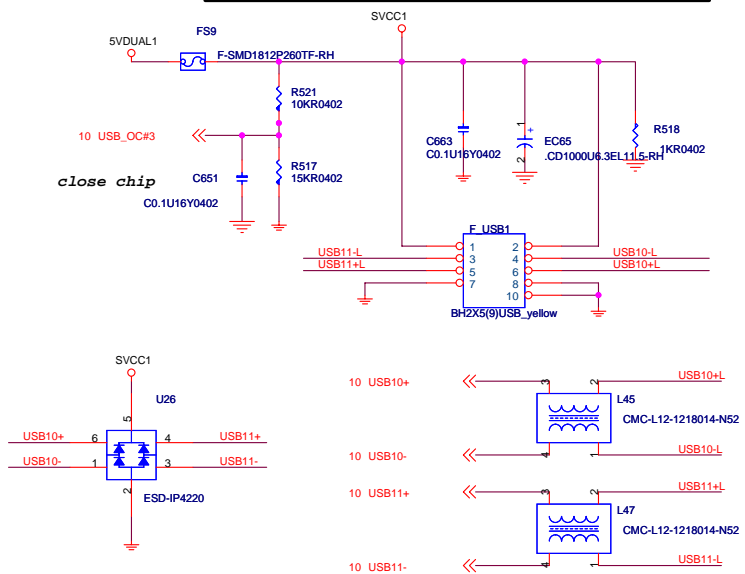 SVCC1
FS9
5VDUAL1
F-SMD1812P260TF-RH
R521
10KR0402
10 USB_OC#3
C663
C0.1U16Y0402
1
+
2
EC65
.CD1000U6.3EL11.5-RH
R518
1KR0402
close chip
C651
C0.1U16Y0402
R517
15KR0402
F_USB1
1 2
USB11-L 3 4 USB10-L
USB11+L 5 6 USB10+L
7 8
10
BH2X5(9)USB_yellow
SVCC1
U26
5
USB10+ 6 4 USB11+
USB10- 1 3 USB11-
2
ESD-IP4220
10 USB10+ 3 2 USB10+L
L45
CMC-L12-1218014-N52
10 USB10- 4 1 USB10-L
10 USB11+ 3 2 USB11+L
L47
CMC-L12-1218014-N52
10 USB11- 4 1 USB11-L